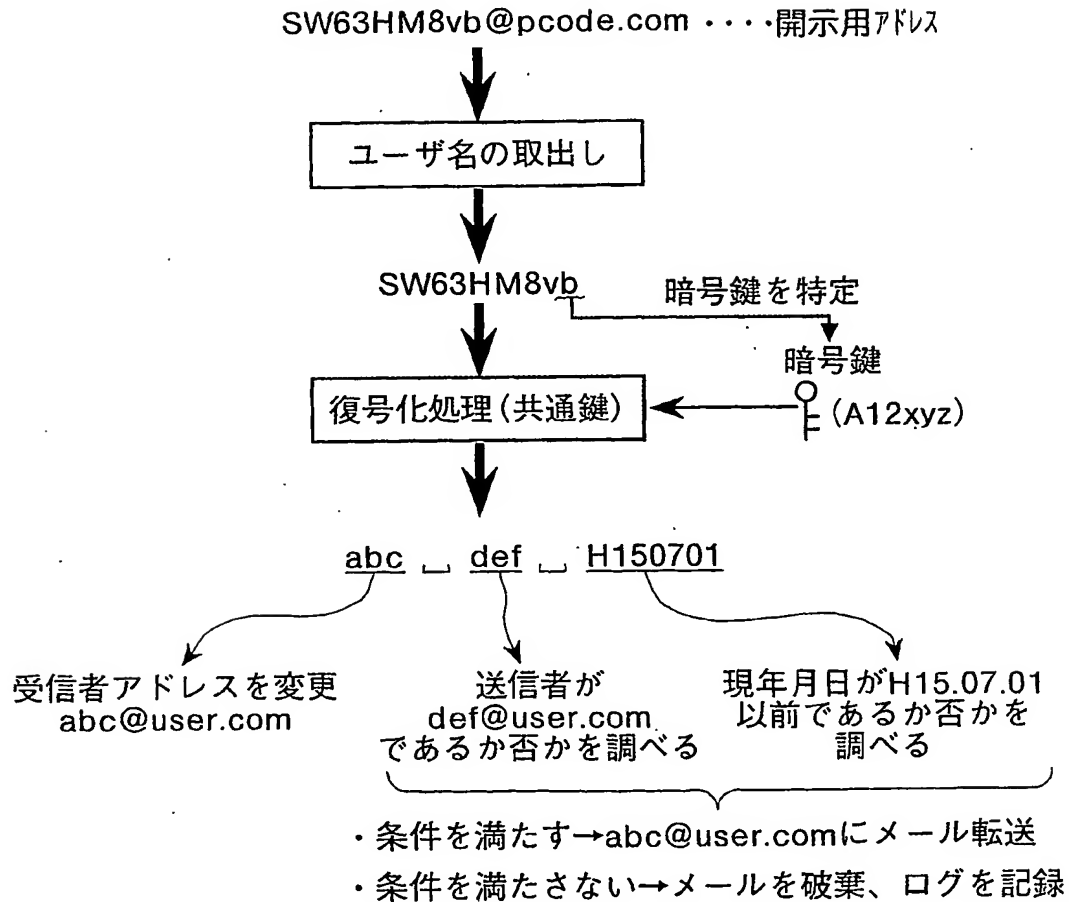 SW63HM8vb@pcode.com ････開示用ｱﾄﾞﾚｽ
ユーザ名の取出し
SW63HM8vb
暗号鍵を特定
暗号鍵
復号化処理(共通鍵)
(A12xyz)
abc ␣ def ␣ H150701
受信者アドレスを変更
abc@user.com
送信者が
def@user.com
であるか否かを調べる
現年月日がH15.07.01
以前であるか否かを
調べる
・条件を満たす→abc@user.comにメール転送
・条件を満たさない→メールを破棄、ログを記録